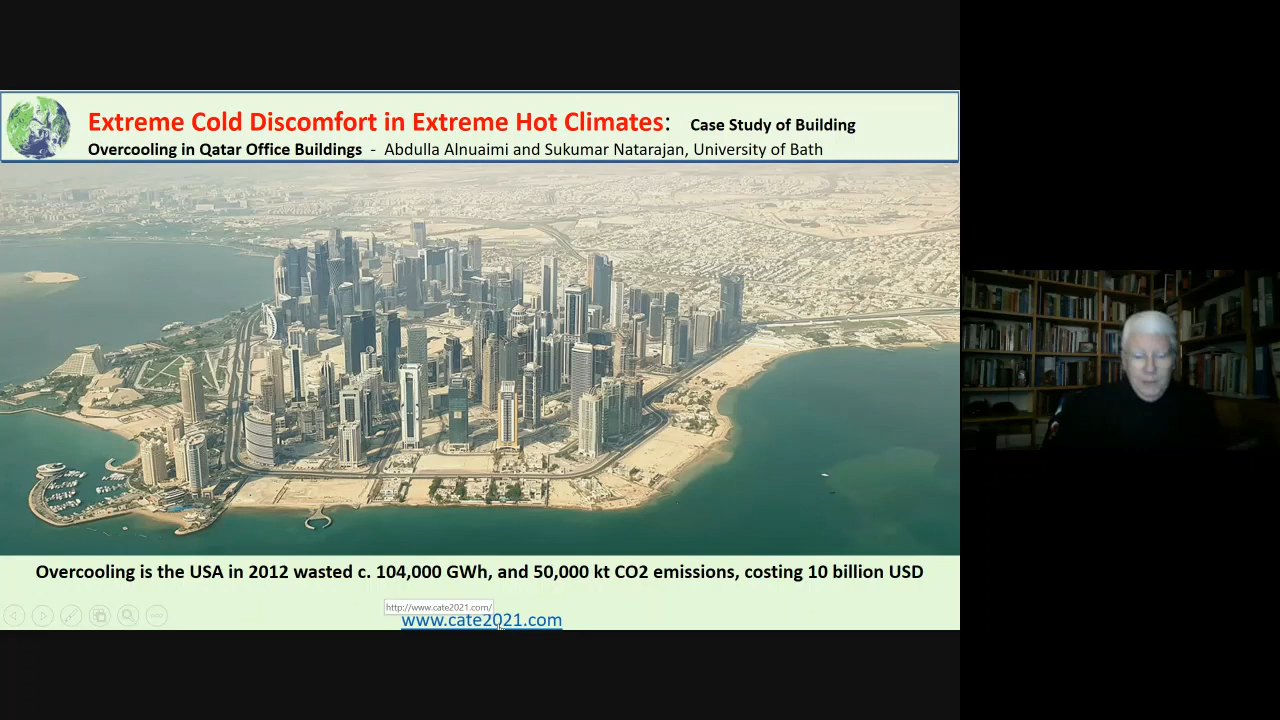 Extreme Cold Discomfort in Extreme Hot Climates: Case Study of Building
Overcooling in Qatar Office Buildings - Abdulla Alnuaimi and Sukumar Natarajan, University of Bath
Overcooling is the USA in 2012 wasted c. 104,000 GWh, and 50,000 kt CO2 emissions, costing 10 billion USD
http://www.cate2021.com/
www.cate2021.com